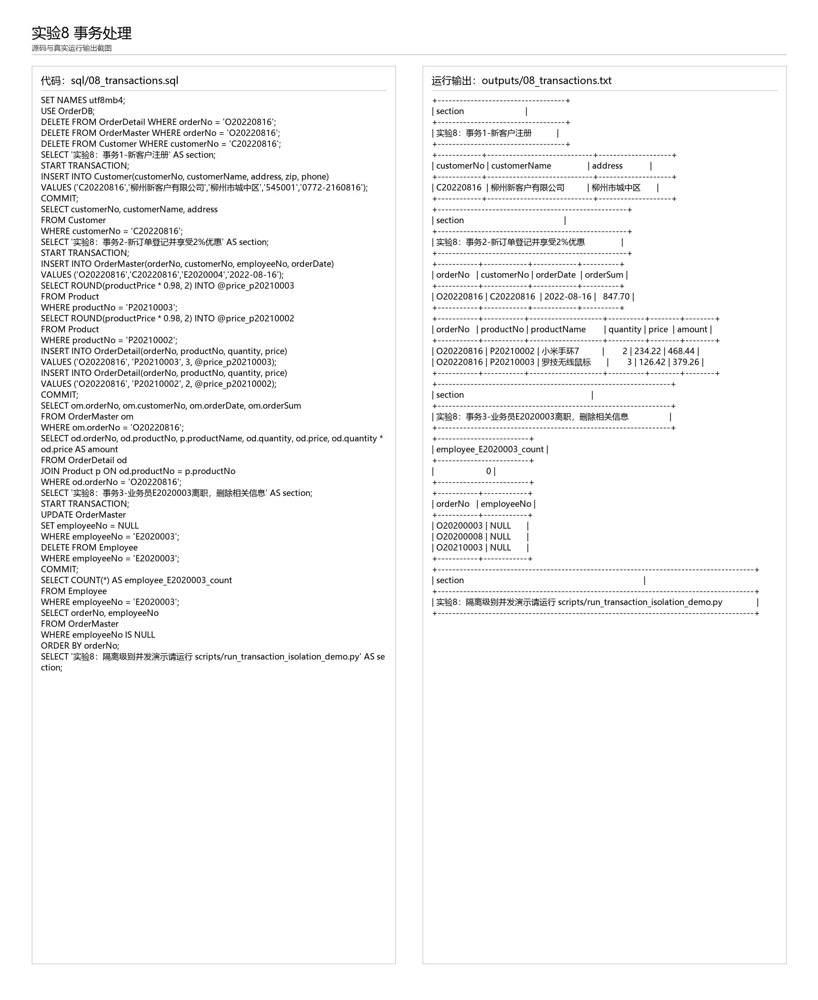 实验8 事务处理
源码与真实运行输出截图
代码：sql/08_transactions.sql
SET NAMES utf8mb4;
USE OrderDB;
DELETE FROM OrderDetail WHERE orderNo = 'O20220816';
DELETE FROM OrderMaster WHERE orderNo = 'O20220816';
DELETE FROM Customer WHERE customerNo = 'C20220816';
SELECT '实验8：事务1-新客户注册' AS section;
START TRANSACTION;
INSERT INTO Customer(customerNo, customerName, address, zip, phone)
VALUES ('C20220816','柳州新客户有限公司','柳州市城中区','545001','0772-2160816');
COMMIT;
SELECT customerNo, customerName, address
FROM Customer
WHERE customerNo = 'C20220816';
SELECT '实验8：事务2-新订单登记并享受2%优惠' AS section;
START TRANSACTION;
INSERT INTO OrderMaster(orderNo, customerNo, employeeNo, orderDate)
VALUES ('O20220816','C20220816','E2020004','2022-08-16');
SELECT ROUND(productPrice * 0.98, 2) INTO @price_p20210003
FROM Product
WHERE productNo = 'P20210003';
SELECT ROUND(productPrice * 0.98, 2) INTO @price_p20210002
FROM Product
WHERE productNo = 'P20210002';
INSERT INTO OrderDetail(orderNo, productNo, quantity, price)
VALUES ('O20220816', 'P20210003', 3, @price_p20210003);
INSERT INTO OrderDetail(orderNo, productNo, quantity, price)
VALUES ('O20220816', 'P20210002', 2, @price_p20210002);
COMMIT;
SELECT om.orderNo, om.customerNo, om.orderDate, om.orderSum
FROM OrderMaster om
WHERE om.orderNo = 'O20220816';
SELECT od.orderNo, od.productNo, p.productName, od.quantity, od.price, od.quantity *
od.price AS amount
FROM OrderDetail od
JOIN Product p ON od.productNo = p.productNo
WHERE od.orderNo = 'O20220816';
SELECT '实验8：事务3-业务员E2020003离职，删除相关信息' AS section;
START TRANSACTION;
UPDATE OrderMaster
SET employeeNo = NULL
WHERE employeeNo = 'E2020003';
DELETE FROM Employee
WHERE employeeNo = 'E2020003';
COMMIT;
SELECT COUNT(*) AS employee_E2020003_count
FROM Employee
WHERE employeeNo = 'E2020003';
SELECT orderNo, employeeNo
FROM OrderMaster
WHERE employeeNo IS NULL
ORDER BY orderNo;
SELECT '实验8：隔离级别并发演示请运行 scripts/run_transaction_isolation_demo.py' AS se
ction;
运行输出：outputs/08_transactions.txt
+-----------------------------------+
| section |
+-----------------------------------+
| 实验8：事务1-新客户注册 |
+-----------------------------------+
+------------+-----------------------------+--------------------+
| customerNo | customerName | address |
+------------+-----------------------------+--------------------+
| C20220816 | 柳州新客户有限公司 | 柳州市城中区 |
+------------+-----------------------------+--------------------+
+----------------------------------------------------+
| section |
+----------------------------------------------------+
| 实验8：事务2-新订单登记并享受2%优惠 |
+----------------------------------------------------+
+-----------+------------+------------+----------+
| orderNo | customerNo | orderDate | orderSum |
+-----------+------------+------------+----------+
| O20220816 | C20220816 | 2022-08-16 | 847.70 |
+-----------+------------+------------+----------+
+-----------+-----------+--------------------+----------+--------+--------+
| orderNo | productNo | productName | quantity | price | amount |
+-----------+-----------+--------------------+----------+--------+--------+
| O20220816 | P20210002 | 小米手环7 | 2 | 234.22 | 468.44 |
| O20220816 | P20210003 | 罗技无线鼠标 | 3 | 126.42 | 379.26 |
+-----------+-----------+--------------------+----------+--------+--------+
+----------------------------------------------------------------+
| section |
+----------------------------------------------------------------+
| 实验8：事务3-业务员E2020003离职，删除相关信息 |
+----------------------------------------------------------------+
+-------------------------+
| employee_E2020003_count |
+-------------------------+
| 0 |
+-------------------------+
+-----------+------------+
| orderNo | employeeNo |
+-----------+------------+
| O20200003 | NULL |
| O20200008 | NULL |
| O20210003 | NULL |
+-----------+------------+
+---------------------------------------------------------------------------------------+
| section |
+---------------------------------------------------------------------------------------+
| 实验8：隔离级别并发演示请运行 scripts/run_transaction_isolation_demo.py |
+---------------------------------------------------------------------------------------+